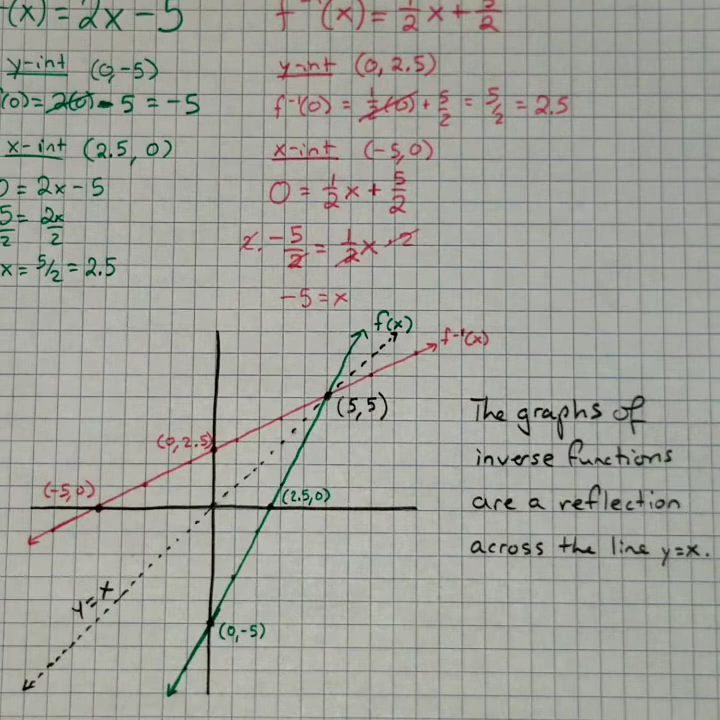 f(x) = 2x - 5
y-int (0, -5)
f(0) = 2(0) - 5 = -5
x-int (2.5, 0)
0 = 2x - 5
5/2 = 2x/2
x = 5/2 = 2.5
f⁻¹(x) = 1/2 x + 5/2
y-int (0, 2.5)
f⁻¹(0) = 1/2(0) + 5/2 = 5/2 = 2.5
x-int (-5, 0)
0 = 1/2 x + 5/2
2 · -5/2 = 1/2 x · 2
-5 = x
f(x)
f⁻¹(x)
(5, 5)
(0, 2.5)
(-5, 0)
(2.5, 0)
y = x
(0, -5)
The graphs of
inverse functions
are a reflection
across the line y=x.